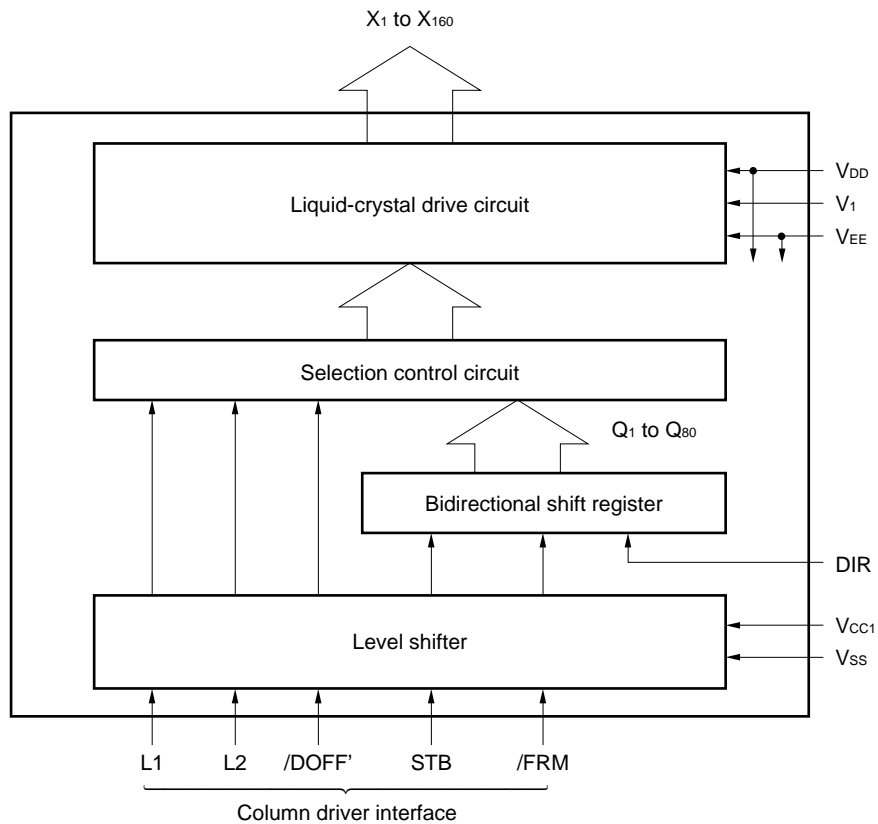 X1 to X160
Liquid-crystal drive circuit
VDD
V1
VEE
Selection control circuit
Q1 to Q80
Bidirectional shift register
DIR
Level shifter
VCC1
VSS
L1 L2 /DOFF' STB /FRM
Column driver interface